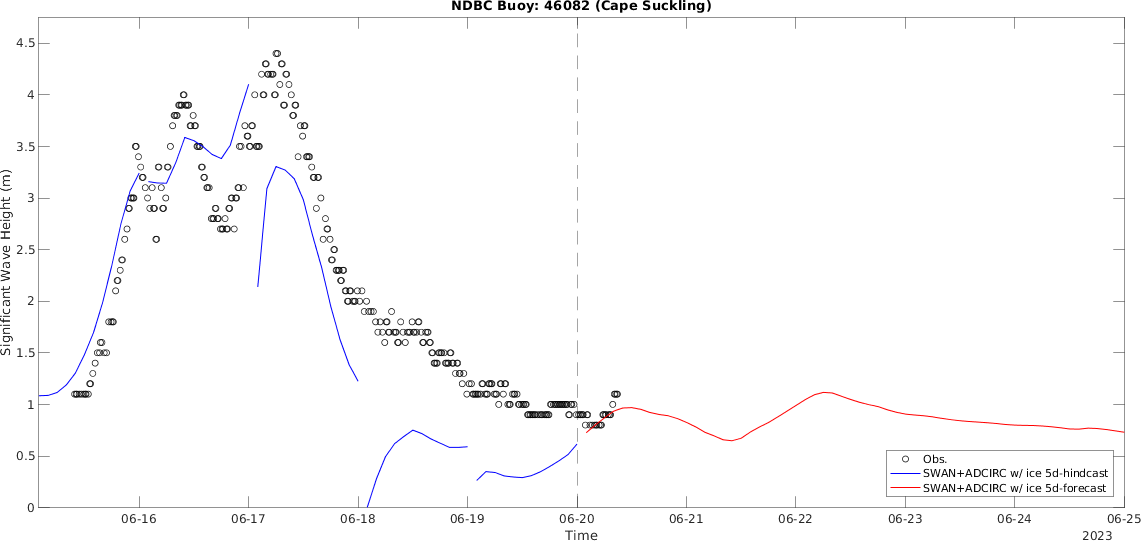 NDBC Buoy: 46082 (Cape Suckling)
Significant Wave Height (m)
4.5
4
3.5
3
2.5
2
1.5
1
0.5
0
Obs.
SWAN+ADCIRC w/ ice 5d-hindcast
SWAN+ADCIRC w/ ice 5d-forecast
06-16 06-17 06-18 06-19 06-20 06-21 06-22 06-23 06-24 06-25
Time
2023